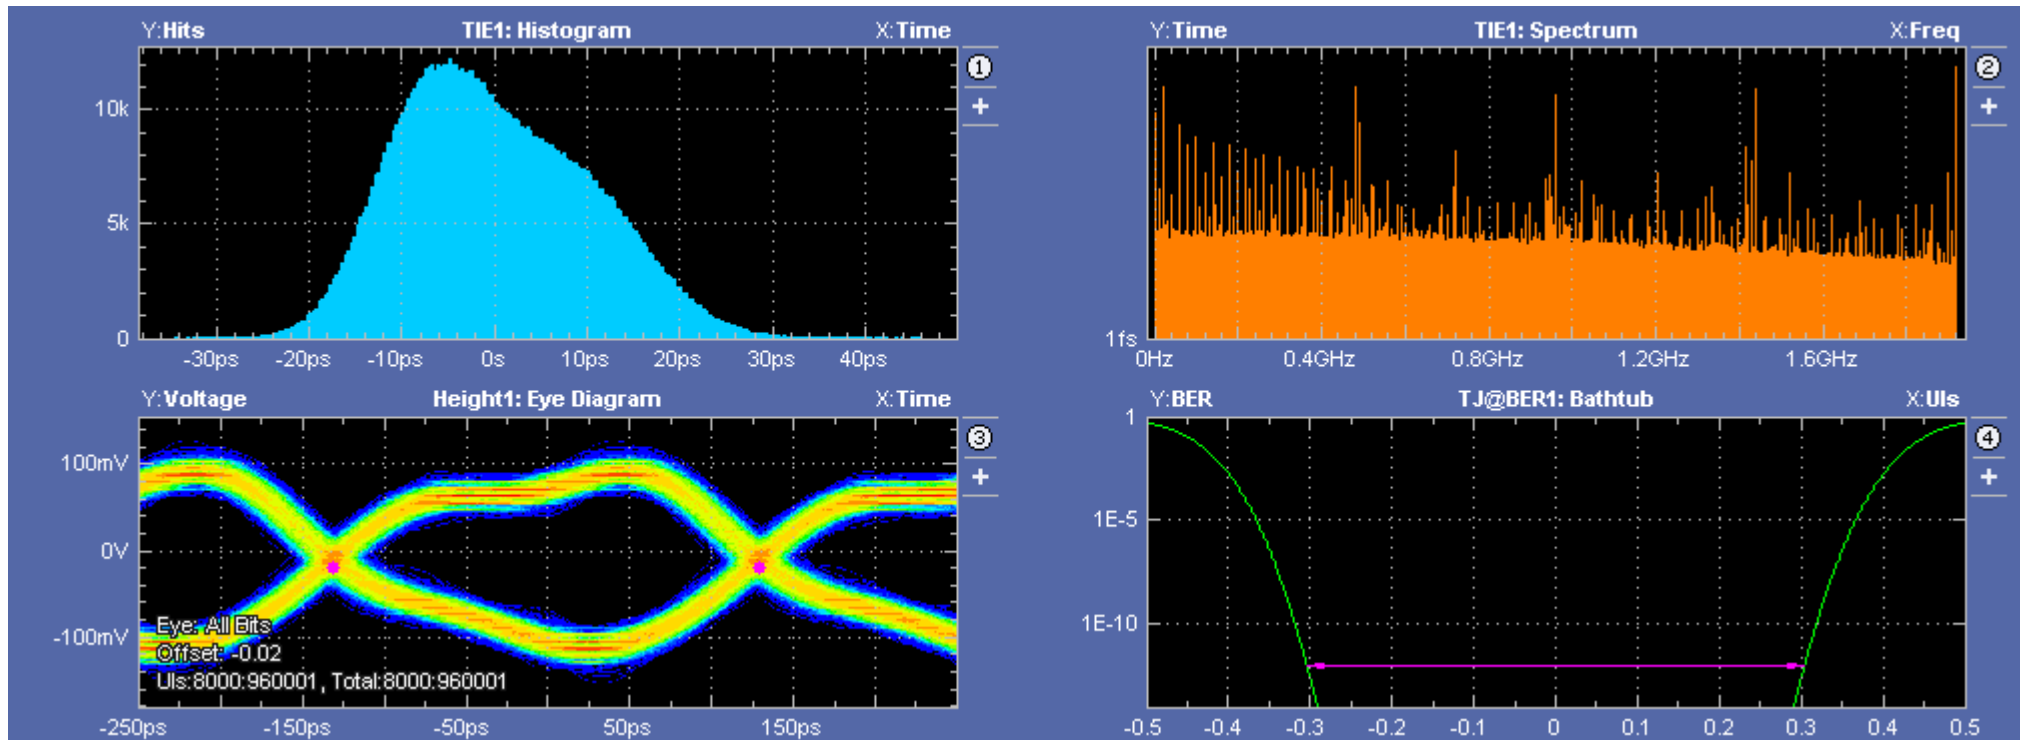 Y:Hits TIE1: Histogram X:Time
1
+
10k
5k
0
-30ps -20ps -10ps 0s 10ps 20ps 30ps 40ps
Y:Time TIE1: Spectrum X:Freq
2
+
1fs
0Hz 0.4GHz 0.8GHz 1.2GHz 1.6GHz
Y:Voltage Height1: Eye Diagram X:Time
3
+
100mV
0V
-100mV
Eye: All Bits
Offset: -0.02
UIs:8000:960001, Total:8000:960001
-250ps -150ps -50ps 50ps 150ps
Y:BER TJ@BER1: Bathtub X:UIs
4
+
1
1E-5
1E-10
-0.5 -0.4 -0.3 -0.2 -0.1 0 0.1 0.2 0.3 0.4 0.5